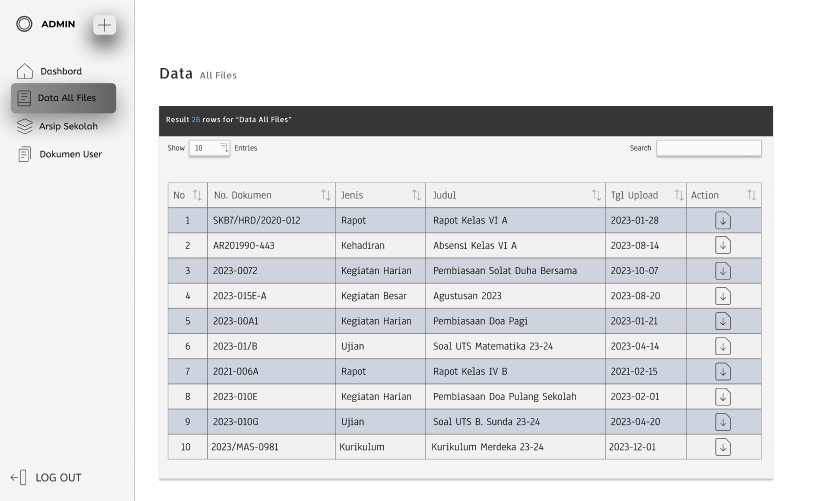 ADMIN
Dashbord
Data All Files
Arsip Sekolah
Dokumen User
LOG OUT
Data All Files
Result 26 rows for "Data All Files"
Show 10 Entries Search
No No. Dokumen Jenis Judul Tgl Upload Action
1 SKB7/HRD/2020-012 Rapot Rapot Kelas VI A 2023-01-28
2 AR201990-443 Kehadiran Absensi Kelas VI A 2023-08-14
3 2023-0072 Kegiatan Harian Pembiasaan Solat Duha Bersama 2023-10-07
4 2023-015E-A Kegiatan Besar Agustusan 2023 2023-08-20
5 2023-00A1 Kegiatan Harian Pembiasaan Doa Pagi 2023-01-21
6 2023-01/B Ujian Soal UTS Matematika 23-24 2023-04-14
7 2021-006A Rapot Rapot Kelas IV B 2021-02-15
8 2023-010E Kegiatan Harian Pembiasaan Doa Pulang Sekolah 2023-02-01
9 2023-010G Ujian Soal UTS B. Sunda 23-24 2023-04-20
10 2023/MAS-0981 Kurikulum Kurikulum Merdeka 23-24 2023-12-01